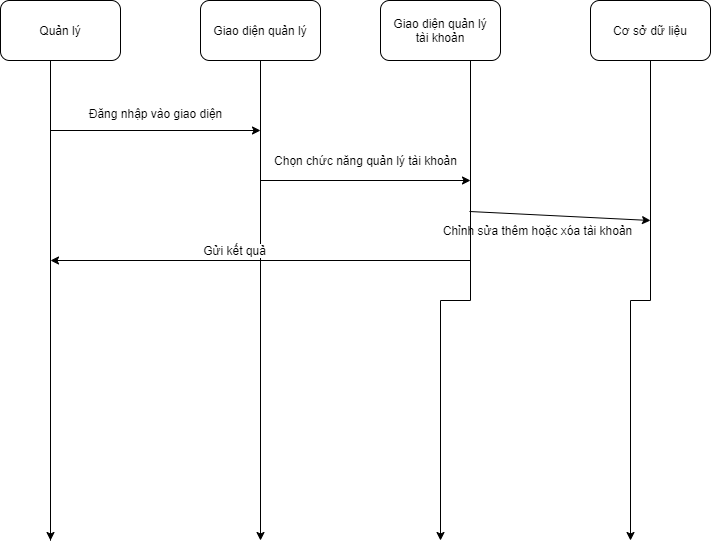 Quản lý
Giao diện quản lý
Giao diện quản lý
tài khoản
Cơ sở dữ liệu
Đăng nhập vào giao diện
Chọn chức năng quản lý tài khoản
Chỉnh sửa thêm hoặc xóa tài khoản
Gửi kết quả